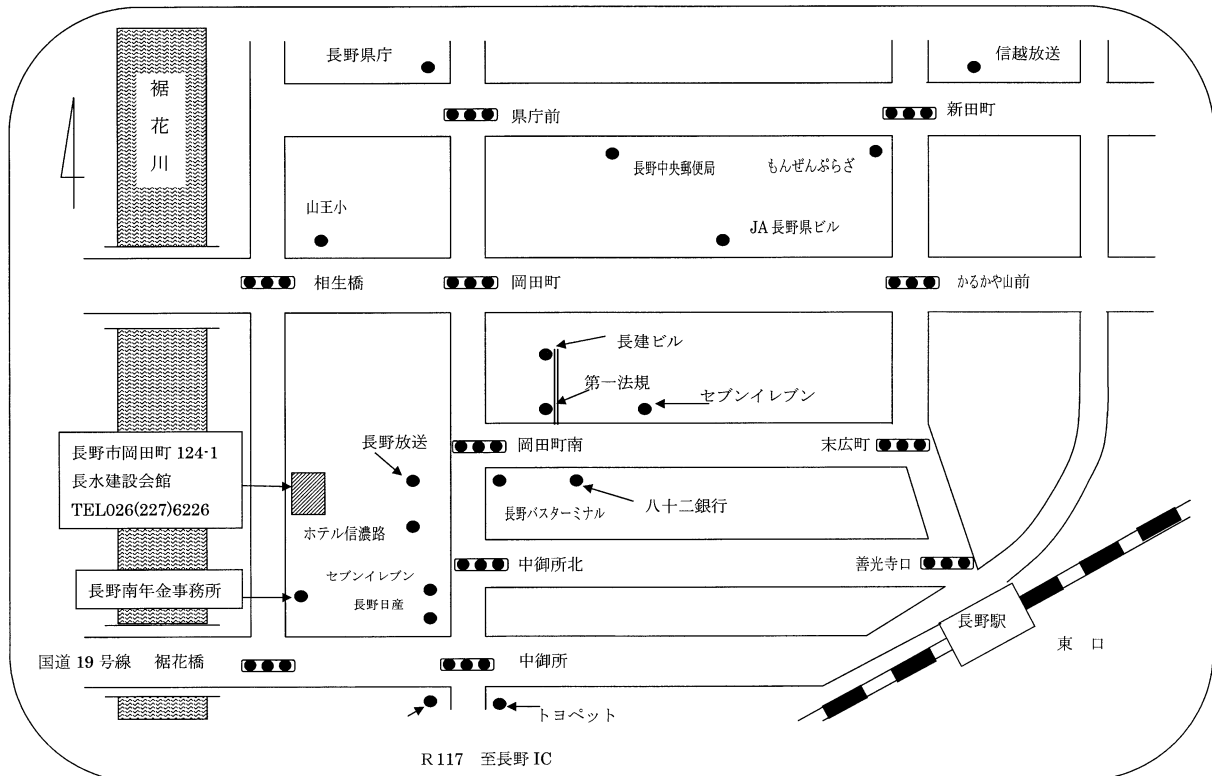 長野県庁
信越放送
裾花川
県庁前
新田町
長野中央郵便局
もんぜんぷらざ
山王小
JA長野県ビル
相生橋
岡田町
かるかや山前
長建ビル
第一法規
セブンイレブン
長野放送
岡田町南
末広町
長野市岡田町 124-1
長水建設会館
TEL026(227)6226
長野バスターミナル
八十二銀行
ホテル信濃路
中御所北
善光寺口
セブンイレブン
長野南年金事務所
長野日産
長野駅
東 口
国道 19 号線 裾花橋
中御所
トヨペット
R117 至長野 IC